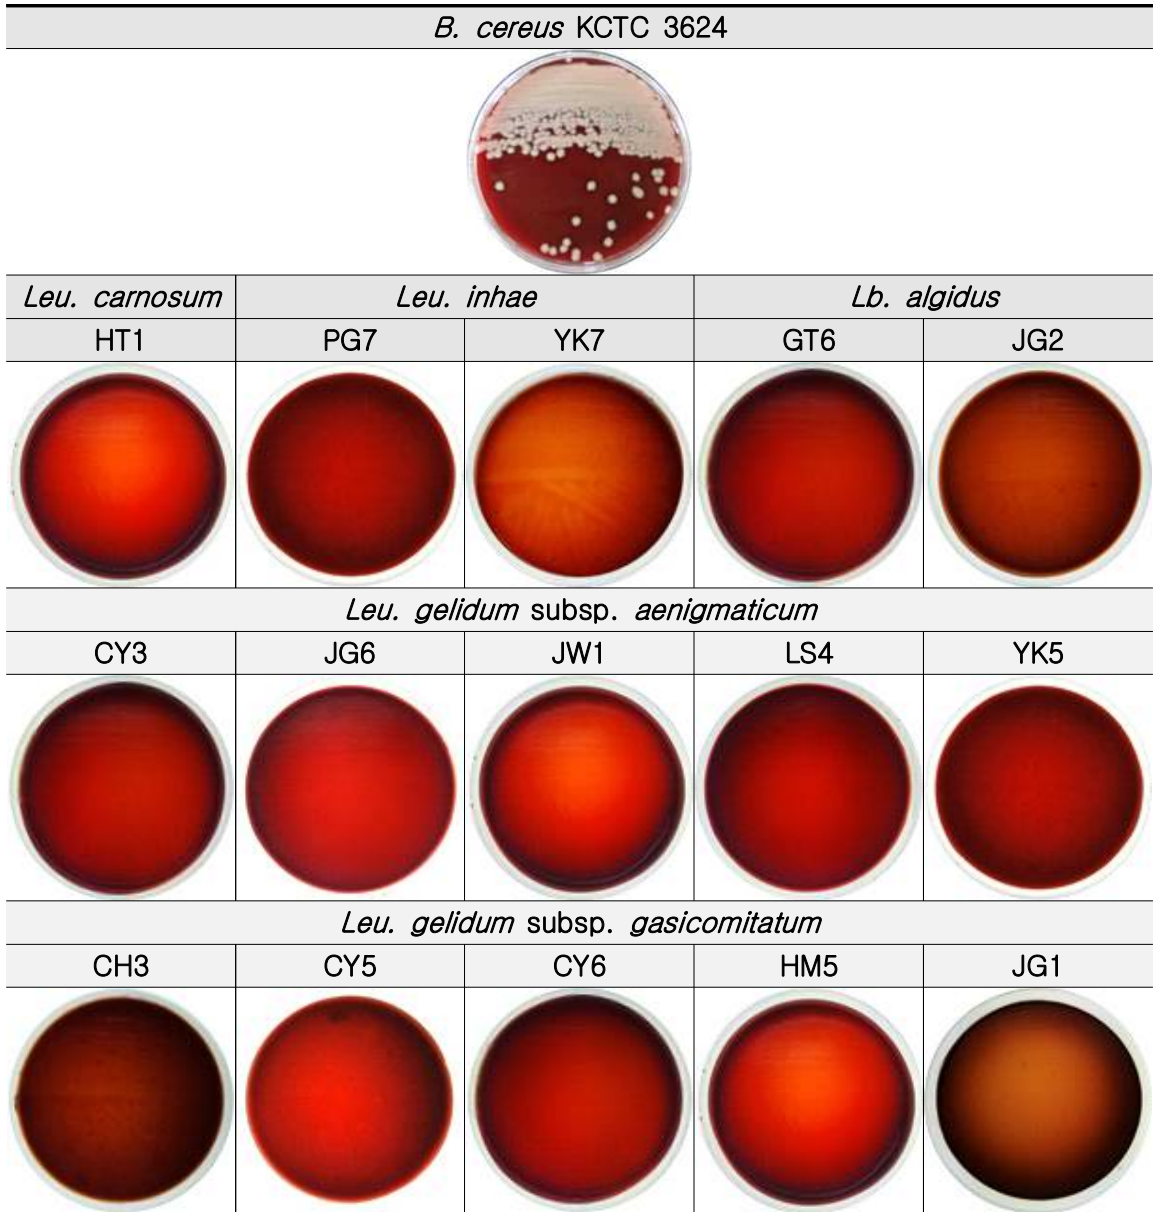 B. cereus KCTC 3624
Leu. carnosum Leu. inhae Lb. algidus
HT1 PG7 YK7 GT6 JG2
Leu. gelidum subsp. aenigmaticum
CY3 JG6 JW1 LS4 YK5
Leu. gelidum subsp. gasicomitatum
CH3 CY5 CY6 HM5 JG1